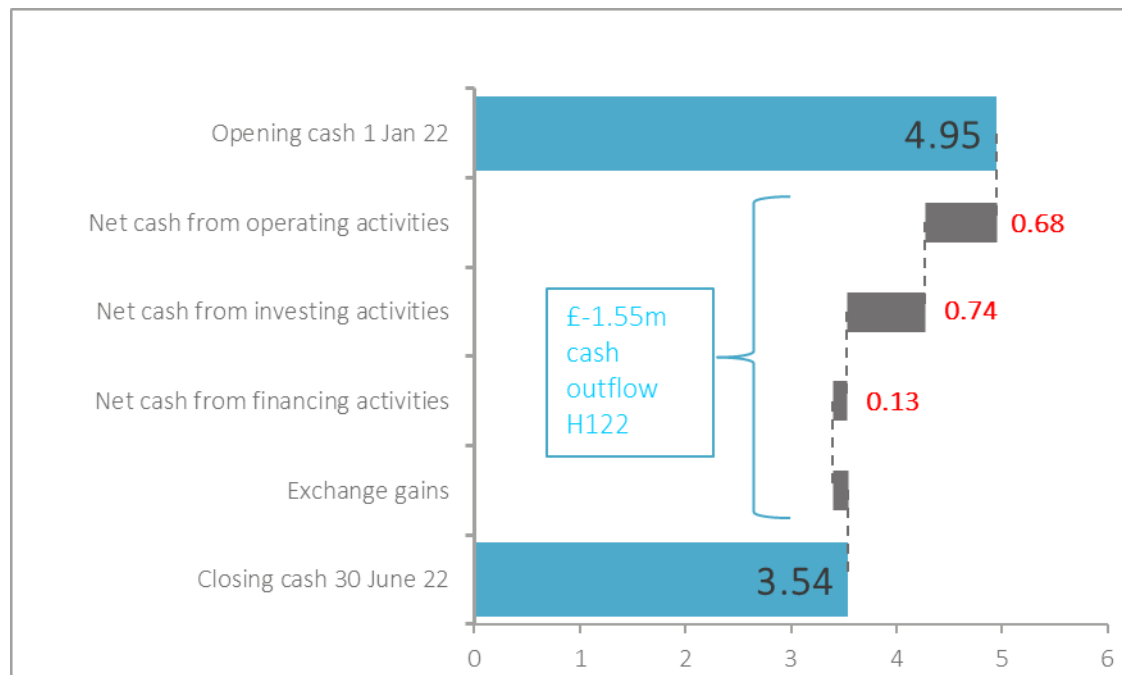 Opening cash 1 Jan 22
4.95
Net cash from operating activities
0.68
Net cash from investing activities
0.74
£-1.55m
cash
outflow
H122
Net cash from financing activities
0.13
Exchange gains
Closing cash 30 June 22
3.54
0 1 2 3 4 5 6